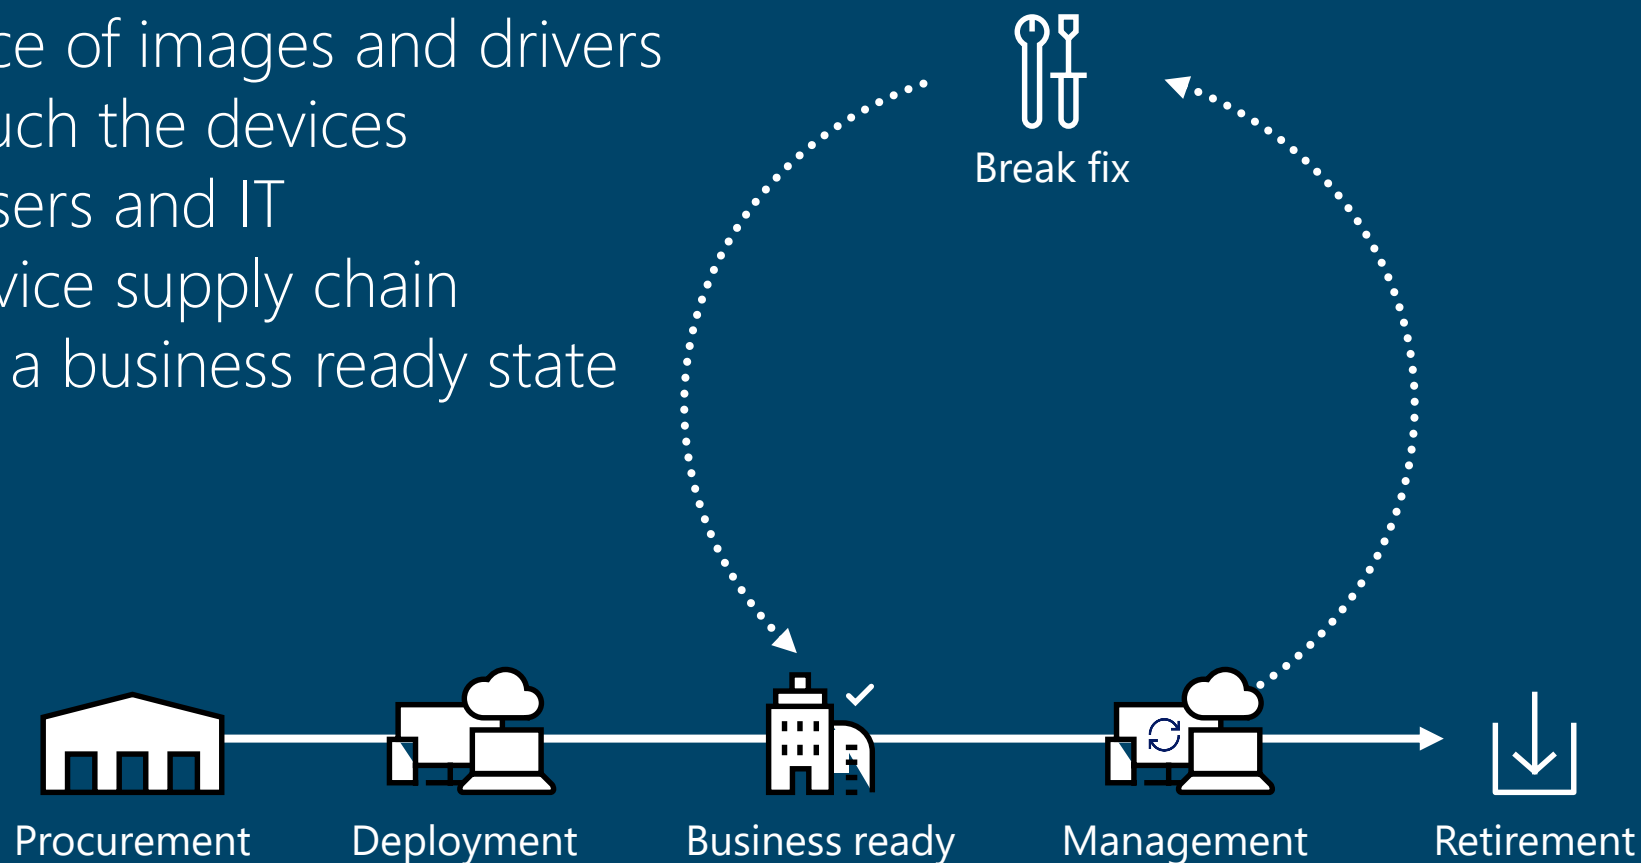 ce of images and drivers
uch the devices
sers and IT
vice supply chain
a business ready state
Break fix
Procurement
Deployment
Business ready
Management
Retirement